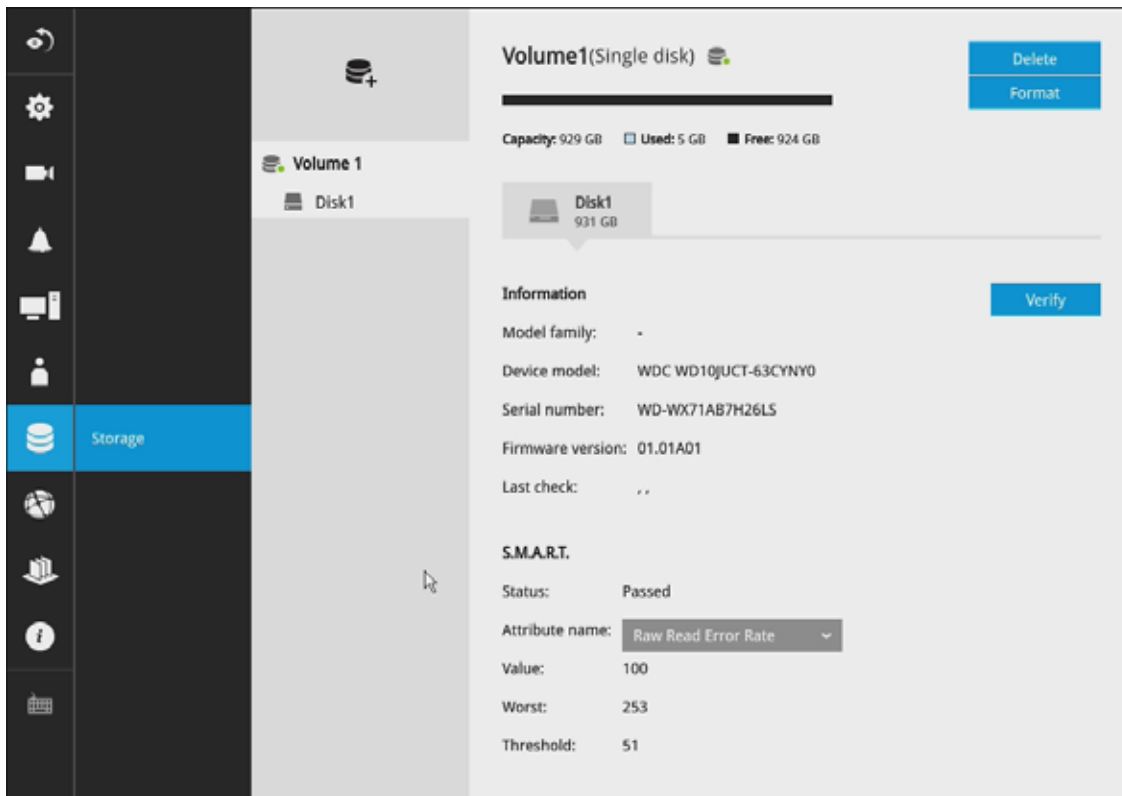 Volume1(Single disk)
Delete
Format
Capacity: 929 GB Used: 5 GB Free: 924 GB
Volume 1
Disk1
Disk1
931 GB
Information
Verify
Model family: -
Device model: WDC WD10JUCT-63CYNY0
Serial number: WD-WX71AB7H26LS
Firmware version: 01.01A01
Last check: , ,
Storage
S.M.A.R.T.
Status: Passed
Attribute name: Raw Read Error Rate
Value: 100
Worst: 253
Threshold: 51